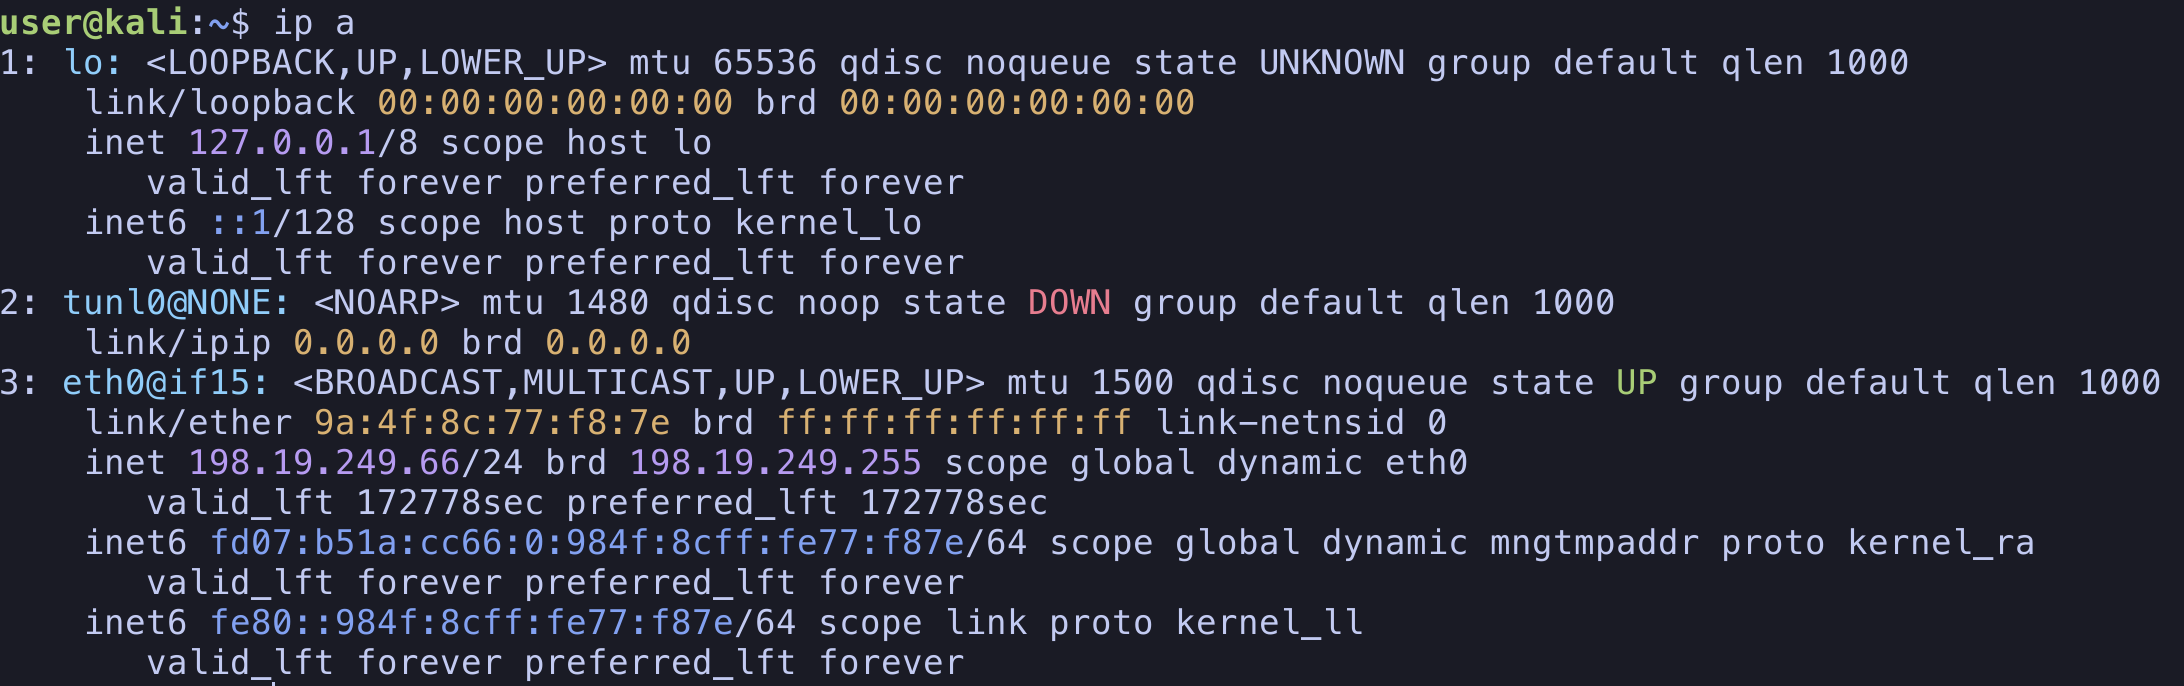 user@kali:~$ ip a
1: lo: <LOOPBACK,UP,LOWER_UP> mtu 65536 qdisc noqueue state UNKNOWN group default qlen 1000
    link/loopback 00:00:00:00:00:00 brd 00:00:00:00:00:00
    inet 127.0.0.1/8 scope host lo
       valid_lft forever preferred_lft forever
    inet6 ::1/128 scope host proto kernel_lo
       valid_lft forever preferred_lft forever
2: tunl0@NONE: <NOARP> mtu 1480 qdisc noop state DOWN group default qlen 1000
    link/ipip 0.0.0.0 brd 0.0.0.0
3: eth0@if15: <BROADCAST,MULTICAST,UP,LOWER_UP> mtu 1500 qdisc noqueue state UP group default qlen 1000
    link/ether 9a:4f:8c:77:f8:7e brd ff:ff:ff:ff:ff:ff link-netnsid 0
    inet 198.19.249.66/24 brd 198.19.249.255 scope global dynamic eth0
       valid_lft 172778sec preferred_lft 172778sec
    inet6 fd07:b51a:cc66:0:984f:8cff:fe77:f87e/64 scope global dynamic mngtmpaddr proto kernel_ra
       valid_lft forever preferred_lft forever
    inet6 fe80::984f:8cff:fe77:f87e/64 scope link proto kernel_ll
       valid_lft forever preferred_lft forever